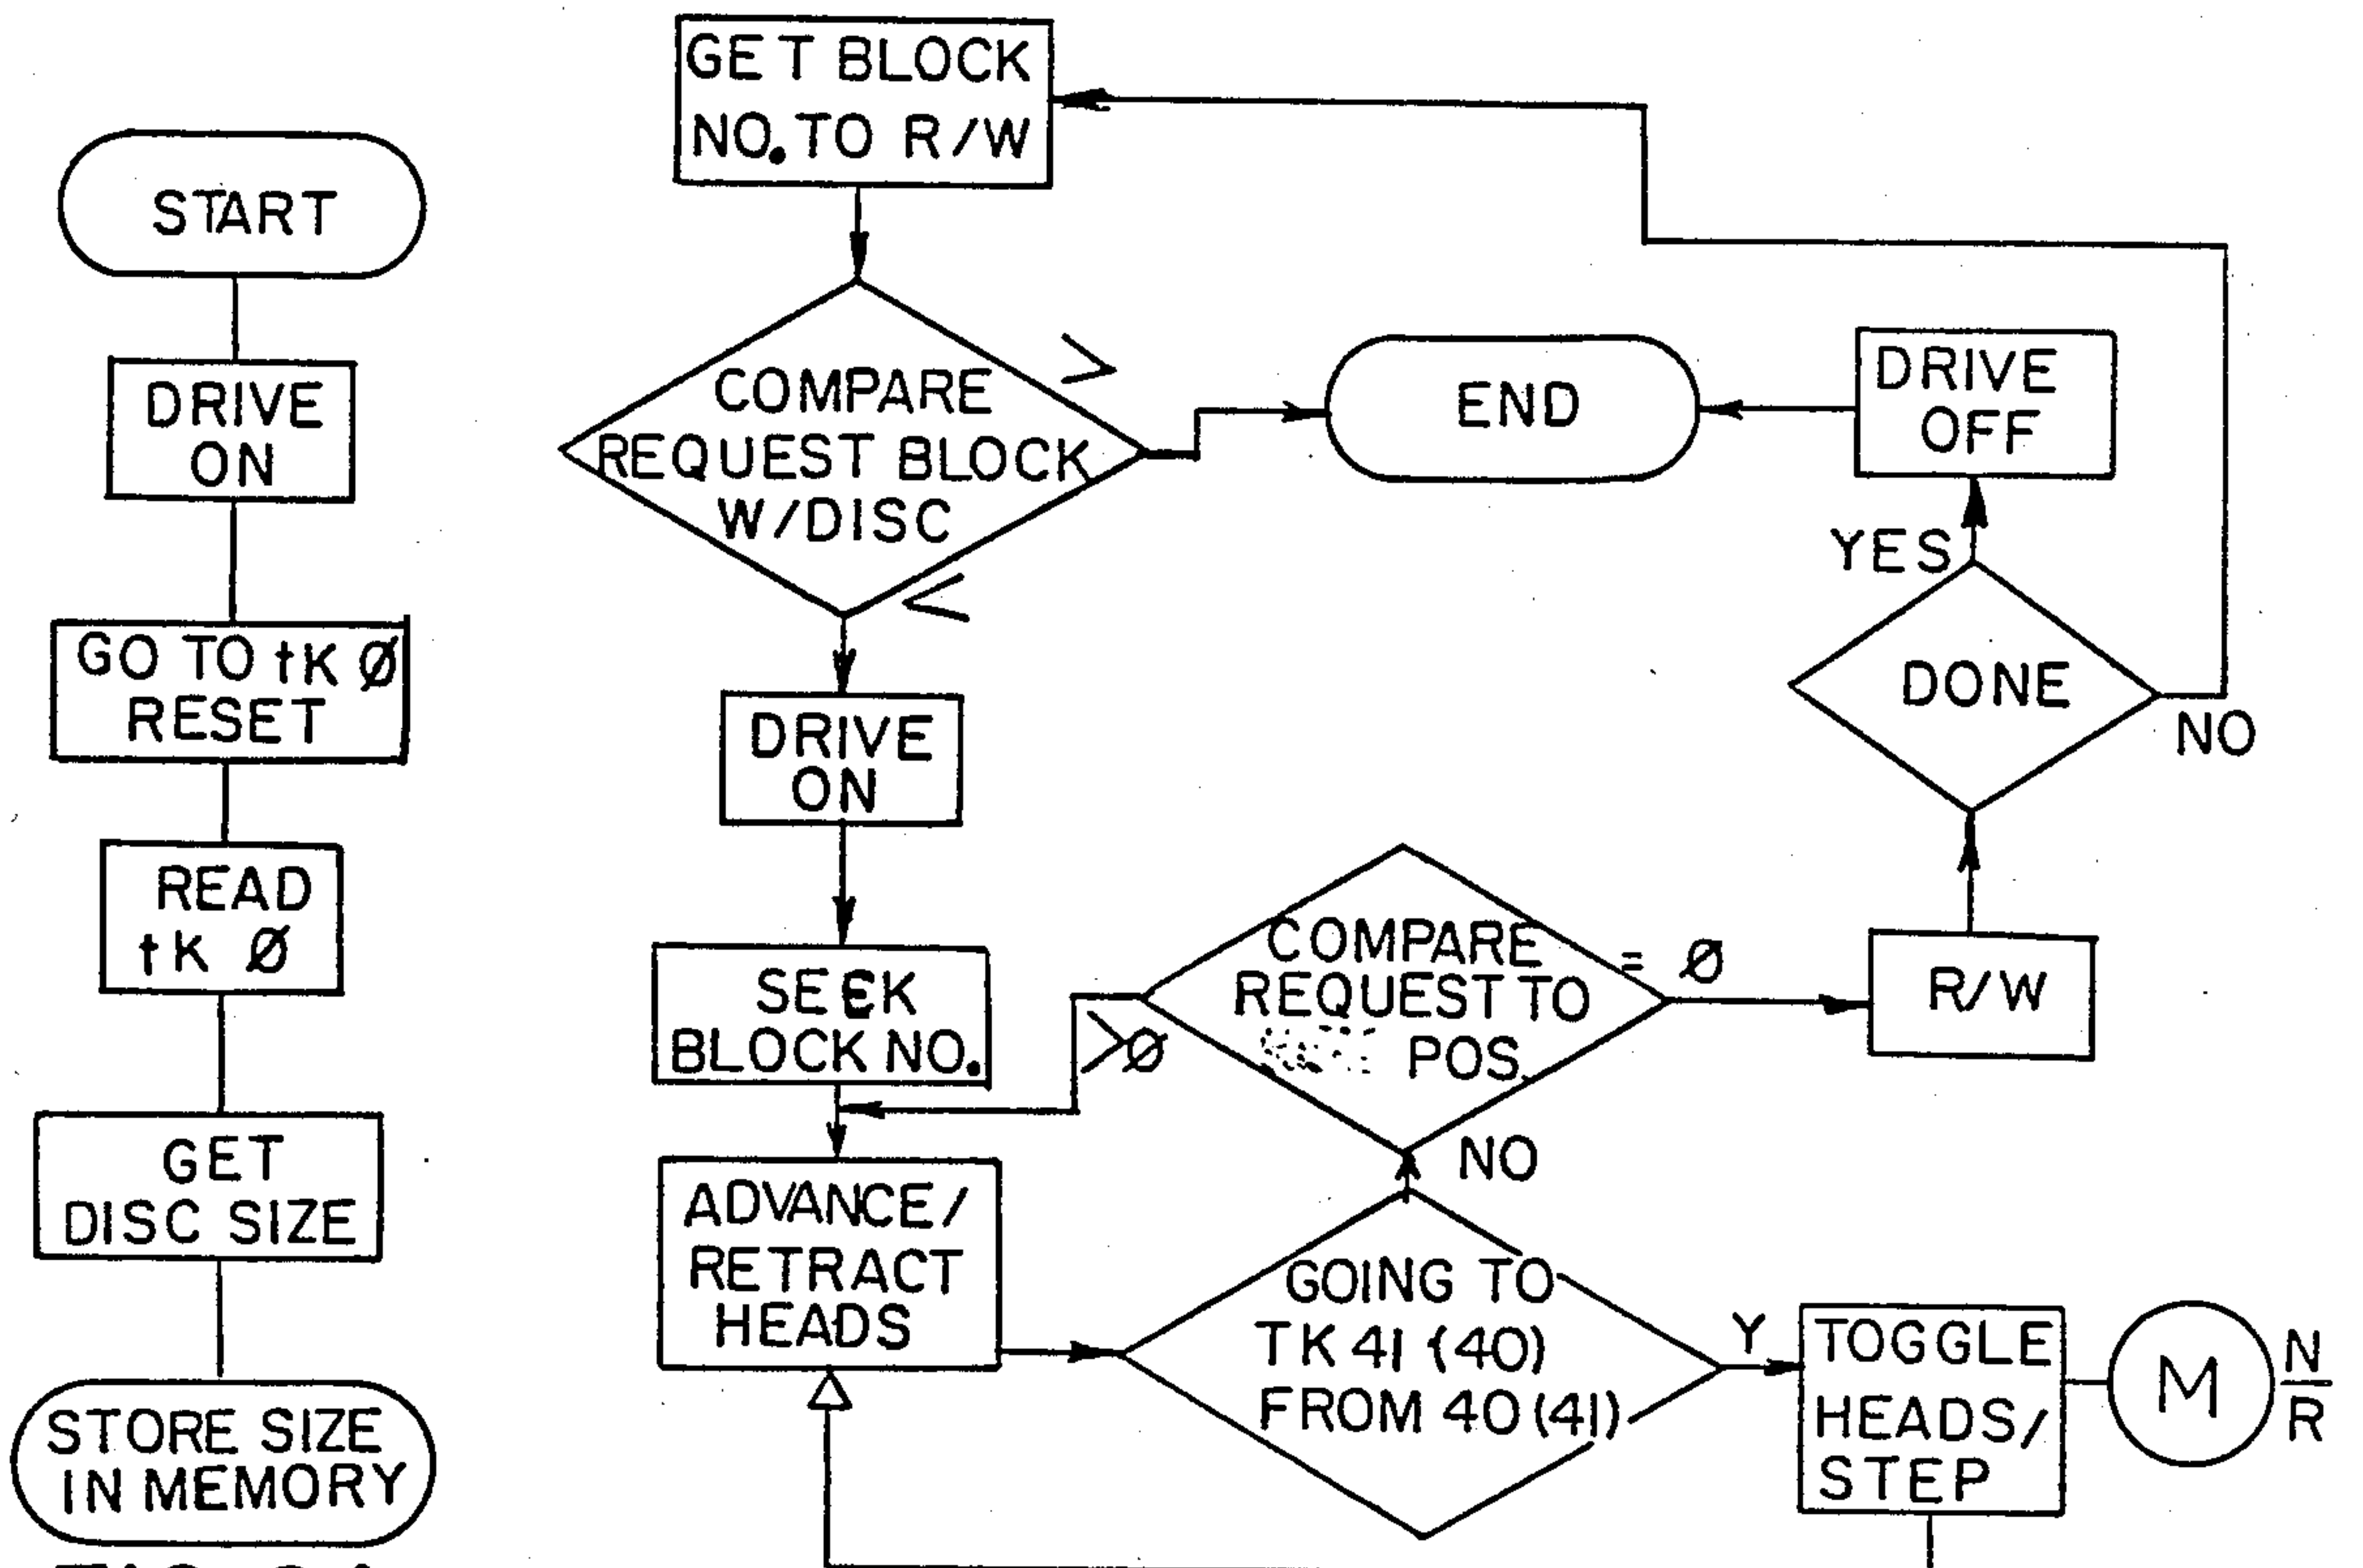 START
DRIVE
ON
GO TO tK Ø
RESET
READ
tK Ø
GET
DISC SIZE
STORE SIZE
IN MEMORY
GET BLOCK
NO. TO R/W
COMPARE
REQUEST BLOCK
W/DISC
>
<
END
DRIVE
OFF
YES
DONE
NO
DRIVE
ON
SEEK
BLOCK NO.
COMPARE
REQUEST TO
POS.
= Ø
>Ø
R/W
NO
ADVANCE/
RETRACT
HEADS
GOING TO
TK 41 (40)
FROM 40 (41)
Y
TOGGLE
HEADS/
STEP
M
N
R